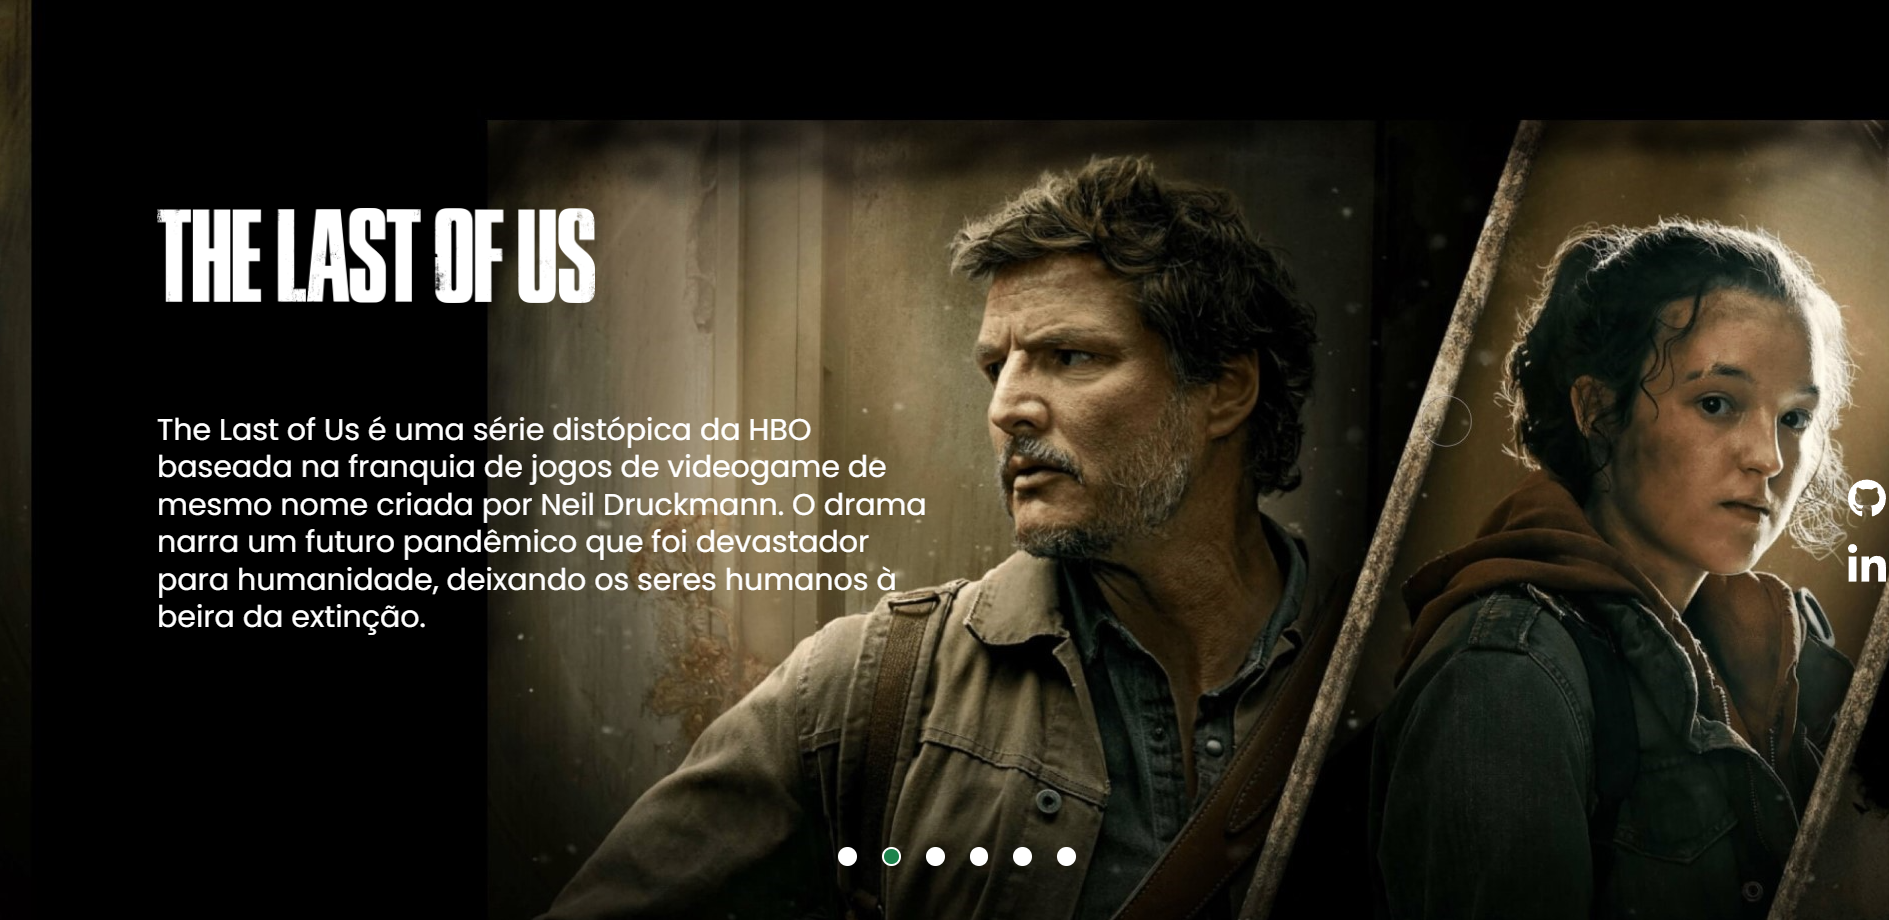 THE LAST OF US
The Last of Us é uma série distópica da HBO
baseada na franquia de jogos de videogame de
mesmo nome criada por Neil Druckmann. O drama
narra um futuro pandêmico que foi devastador
para humanidade, deixando os seres humanos à
beira da extinção.
in